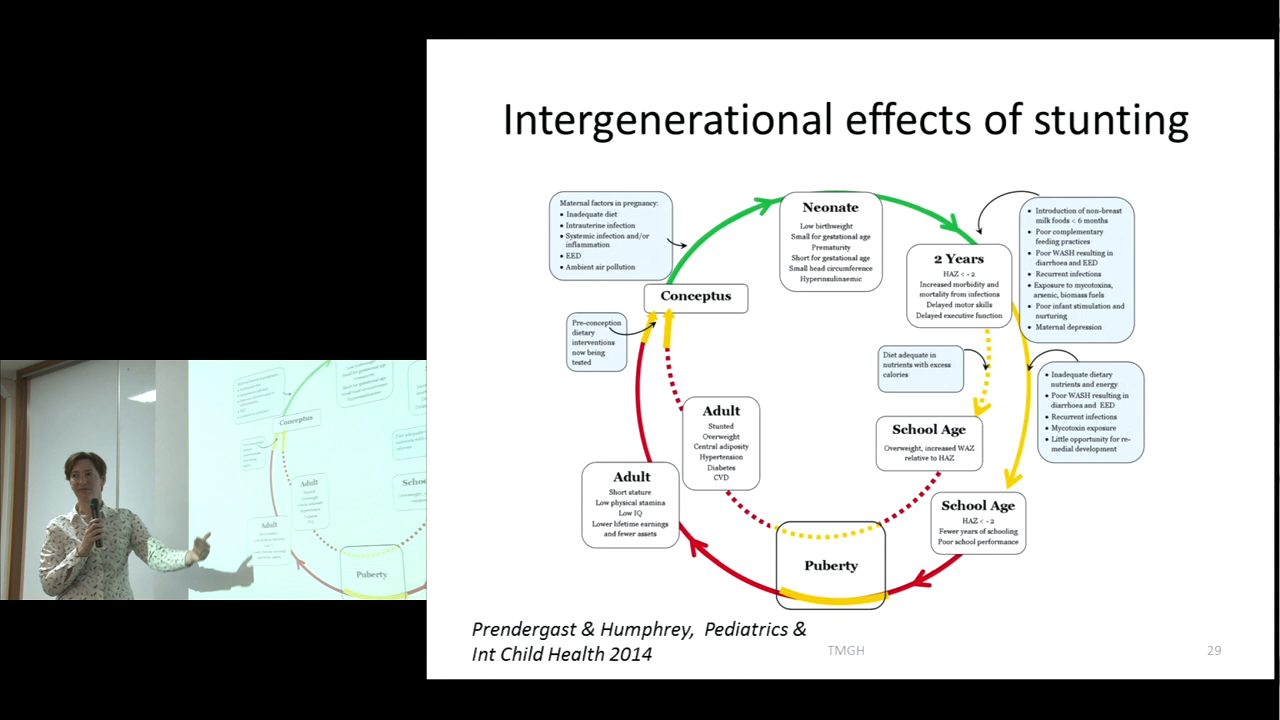 Intergenerational effects of stunting
Maternal factors in pregnancy:
• Inadequate diet
• Intrauterine infection
• Systemic infection and/or
inflammation
• EED
• Ambient air pollution
Neonate
Low birthweight
Small for gestational age
Prematurity
Short for gestational age
Small head circumference
Hyperinsulinaemic
• Introduction of non-breast
milk foods < 6 months
• Poor complementary
feeding practices
• Poor WASH resulting in
diarrhoea and EED
• Recurrent infections
• Exposure to mycotoxins,
arsenic, biomass fuels
• Poor infant stimulation and
nurturing
• Maternal depression
2 Years
HAZ < - 2
Increased morbidity and
mortality from infections
Delayed motor skills
Delayed executive function
Conceptus
Pre-conception
dietary
interventions
now being
tested
Diet adequate in
nutrients with excess
calories
• Inadequate dietary
nutrients and energy
• Poor WASH resulting in
diarrhoea and EED
• Recurrent infections
• Mycotoxin exposure
• Little opportunity for re-
medial development
Adult
Stunted
Overweight
Central adiposity
Hypertension
Diabetes
CVD
School Age
Overweight, increased WAZ
relative to HAZ
Adult
Short stature
Low physical stamina
Low IQ
Lower lifetime earnings
and fewer assets
School Age
HAZ < - 2
Fewer years of schooling
Poor school performance
Puberty
Prendergast & Humphrey, Pediatrics &
Int Child Health 2014
TMGH
29
Conceptus
Adult
Adult
Scho
Puberty